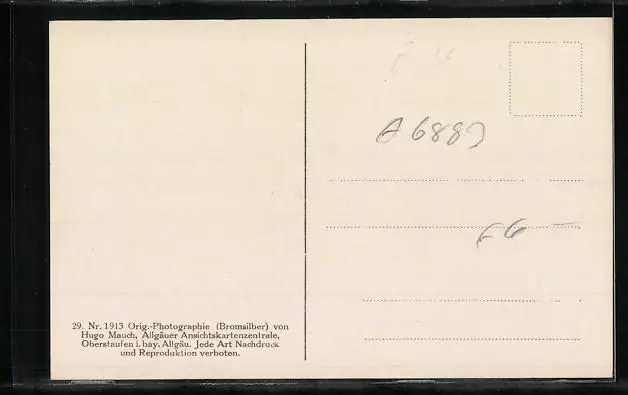 A 6889
29. Nr. 1913 Orig.-Photographie (Bromsilber) von
Hugo Mauch, Allgäuer Ansichtskartenzentrale,
Oberstaufen i. bay. Allgäu. Jede Art Nachdruck
und Reproduktion verboten.